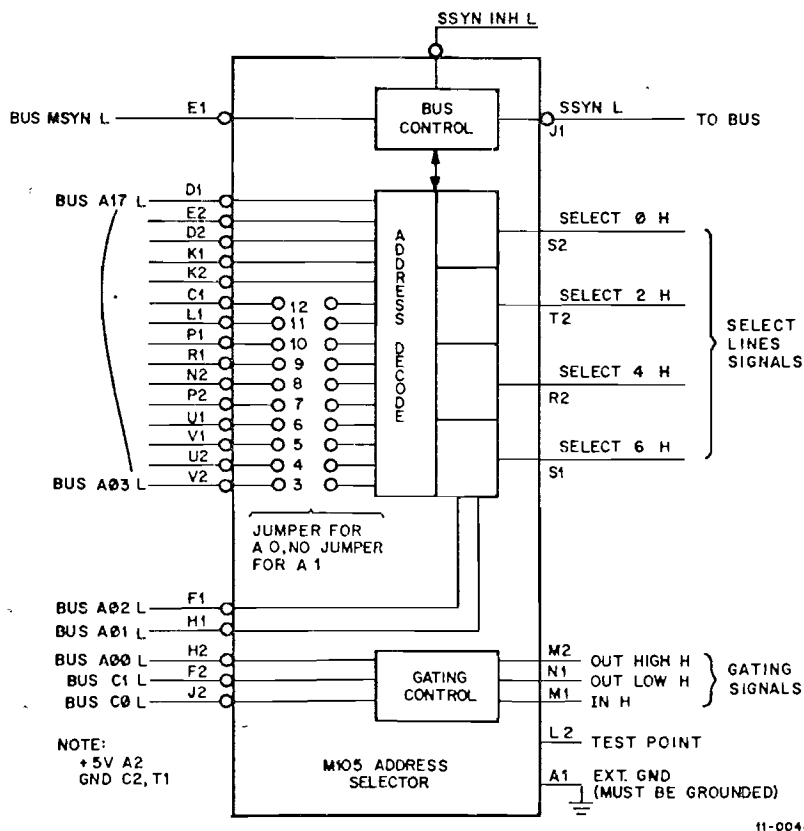 SSYN INH L
BUS MSYN L
E1
BUS
CONTROL
SSYN L
J1
TO BUS
BUS A17 L
D1
E2
D2
K1
K2
C1
12
L1
11
P1
10
R1
9
N2
8
P2
7
U1
6
V1
5
U2
4
BUS AØ3 L
V2
3
ADDRESS DECODE
SELECT Ø H
S2
SELECT 2 H
T2
SELECT 4 H
R2
SELECT 6 H
S1
SELECT
LINES
SIGNALS
JUMPER FOR
A 0, NO JUMPER
FOR A 1
BUS AØ2 L
F1
BUS AØ1 L
H1
BUS AØØ L
H2
BUS C1 L
F2
BUS CØ L
J2
GATING
CONTROL
M2
OUT HIGH H
N1
OUT LOW H
M1
IN H
GATING
SIGNALS
L2
TEST POINT
NOTE:
+5V A2
GND C2, T1
M105 ADDRESS
SELECTOR
A1
EXT. GND
(MUST BE GROUNDED)
11-004